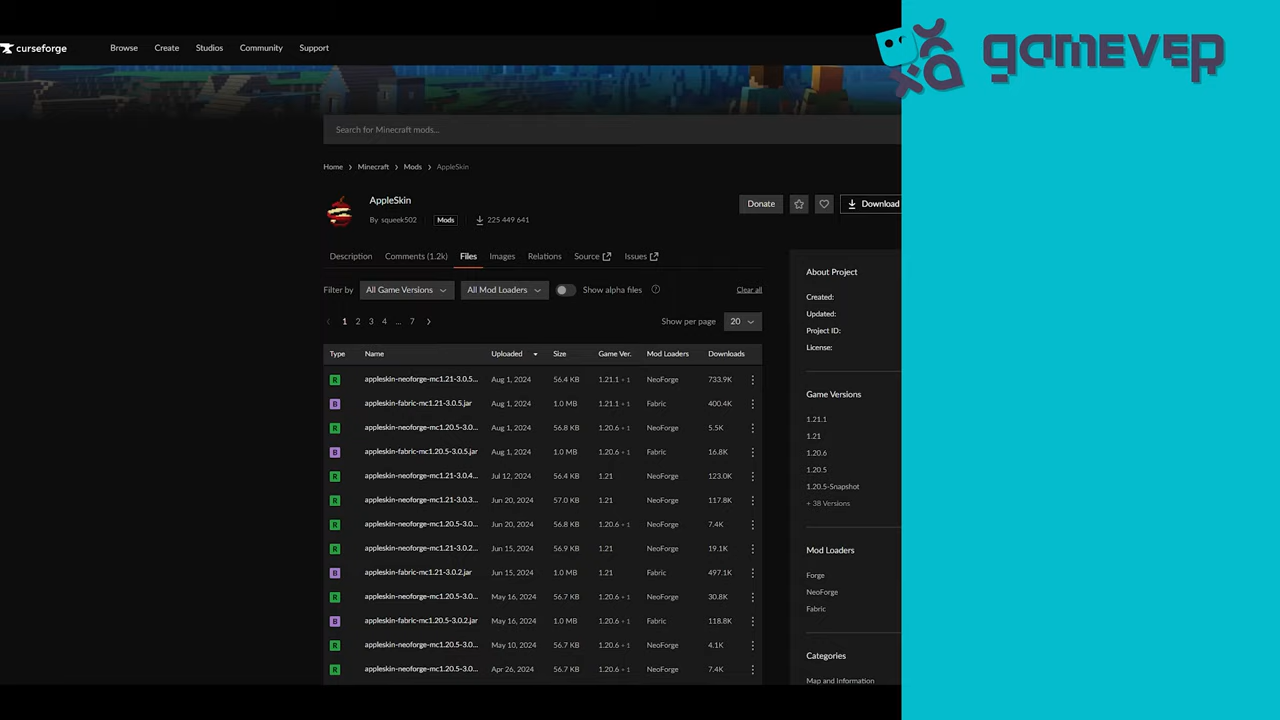 curseforge Browse Create Studios Community Support
gamever
Search for Minecraft mods...
Home > Minecraft > Mods > AppleSkin
AppleSkin
By squeek502 Mods 225 449 641
Donate Download
Description Comments (1.2k) Files Images Relations Source Issues
Filter by All Game Versions All Mod Loaders Show alpha files ? Clear all
1 2 3 4 ... 7
Show per page 20
Type Name Uploaded Size Game Ver. Mod Loaders Downloads
R appleskin-neoforge-mc1.21-3.0.5... Aug 1, 2024 56.4 KB 1.21.1 + 1 NeoForge 733.9K
B appleskin-fabric-mc1.21-3.0.5.jar Aug 1, 2024 1.0 MB 1.21.1 + 1 Fabric 400.4K
R appleskin-neoforge-mc1.20.5-3.0... Aug 1, 2024 56.8 KB 1.20.6 + 1 NeoForge 5.5K
B appleskin-fabric-mc1.20.5-3.0.5.jar Aug 1, 2024 1.0 MB 1.20.6 + 1 Fabric 16.8K
R appleskin-neoforge-mc1.21-3.0.4... Jul 12, 2024 56.4 KB 1.21 NeoForge 123.0K
R appleskin-neoforge-mc1.21-3.0.3... Jun 20, 2024 57.0 KB 1.21 NeoForge 117.8K
R appleskin-neoforge-mc1.20.5-3.0... Jun 20, 2024 56.8 KB 1.20.6 + 1 NeoForge 7.4K
R appleskin-neoforge-mc1.21-3.0.2... Jun 15, 2024 56.9 KB 1.21 NeoForge 19.1K
B appleskin-fabric-mc1.21-3.0.2.jar Jun 15, 2024 1.0 MB 1.21 Fabric 497.1K
R appleskin-neoforge-mc1.20.5-3.0... May 16, 2024 56.7 KB 1.20.6 + 1 NeoForge 30.8K
B appleskin-fabric-mc1.20.5-3.0.2.jar May 16, 2024 1.0 MB 1.20.6 + 1 Fabric 118.8K
R appleskin-neoforge-mc1.20.5-3.0... May 10, 2024 56.7 KB 1.20.6 + 1 NeoForge 4.1K
R appleskin-neoforge-mc1.20.5-3.0... Apr 26, 2024 56.7 KB 1.20.6 + 1 NeoForge 7.4K
About Project
Created:
Updated:
Project ID:
License:
Game Versions
1.21.1
1.21
1.20.6
1.20.5
1.20.5-Snapshot
+ 38 Versions
Mod Loaders
Forge
NeoForge
Fabric
Categories
Map and Information